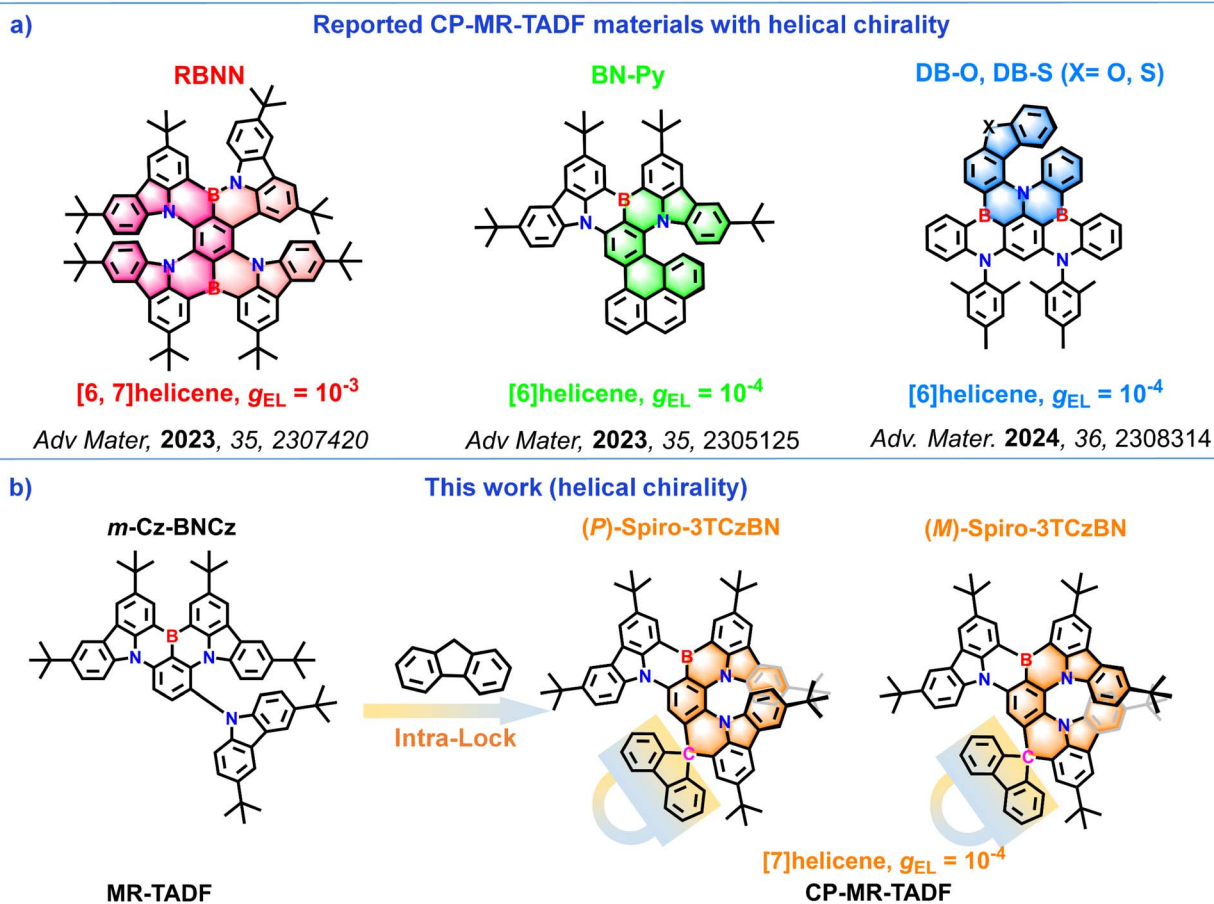 a)
Reported CP-MR-TADF materials with helical chirality
RBNN
BN-Py
DB-O, DB-S (X= O, S)
B
N
N
N
N
B
B
N
N
X
N
B
B
N
N
[6, 7]helicene, gEL = 10-3
[6]helicene, gEL = 10-4
[6]helicene, gEL = 10-4
Adv Mater, 2023, 35, 2307420
Adv Mater, 2023, 35, 2305125
Adv. Mater. 2024, 36, 2308314
b)
This work (helical chirality)
m-Cz-BNCz
(P)-Spiro-3TCzBN
(M)-Spiro-3TCzBN
B
N
N
N
Intra-Lock
B
N
N
N
C
B
N
N
N
C
[7]helicene, gEL = 10-4
MR-TADF
CP-MR-TADF